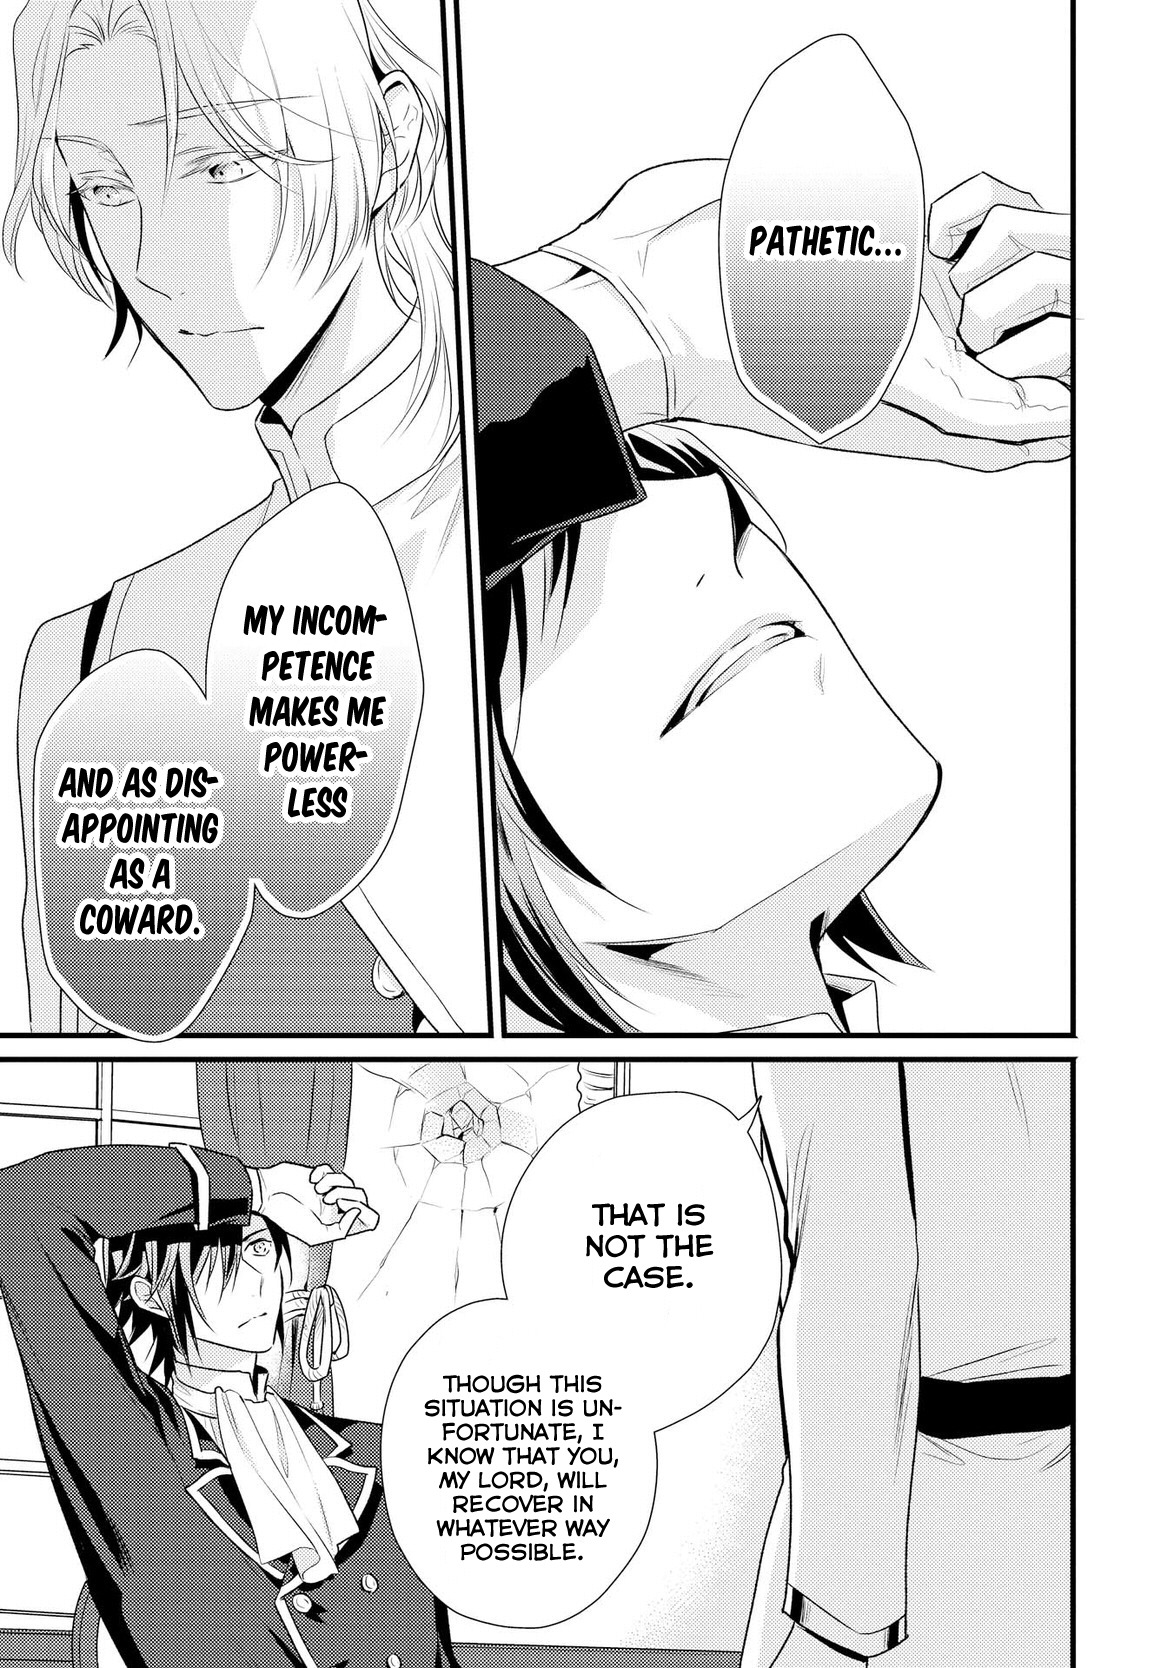 PATHETIC...
MY INCOM-
PETENCE
MAKES ME
POWER-
LESS
AND AS DIS-
APPOINTING
AS A
COWARD.
THAT IS
NOT THE
CASE.
THOUGH THIS
SITUATION IS UN-
FORTUNATE, I
KNOW THAT YOU,
MY LORD, WILL
RECOVER IN
WHATEVER WAY
POSSIBLE.